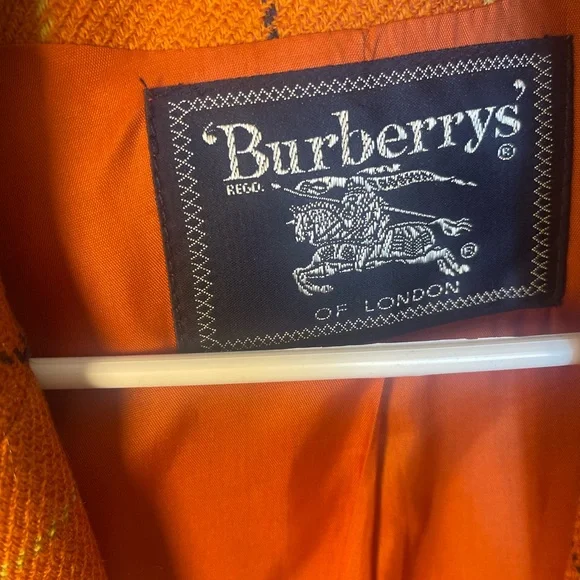 'Burberrys'
®
REGD.
®
OF LONDON